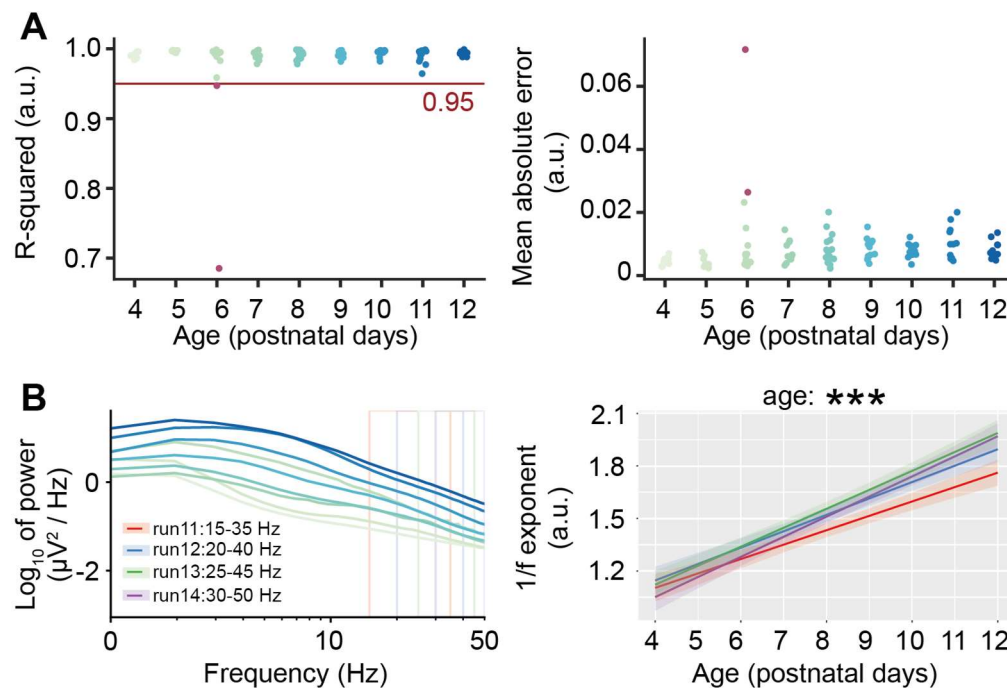 A
R-squared (a.u.)
1.0
0.9
0.8
0.7
0.95
4 5 6 7 8 9 10 11 12
Age (postnatal days)
Mean absolute error
(a.u.)
0.06
0.04
0.02
0
4 5 6 7 8 9 10 11 12
Age (postnatal days)
B
Log10 of power
(µV² / Hz)
0
-2
run11:15-35 Hz
run12:20-40 Hz
run13:25-45 Hz
run14:30-50 Hz
0 10 50
Frequency (Hz)
age: ***
1/f exponent
(a.u.)
2.1
1.8
1.5
1.2
4 5 6 7 8 9 10 11 12
Age (postnatal days)